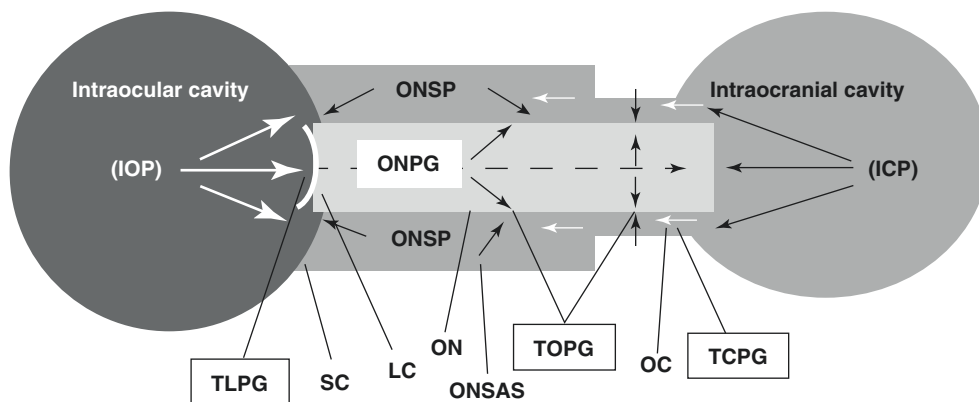 Intraocular cavity
ONSP
Intraocranial cavity
(IOP)
ONPG
(ICP)
ONSP
ON
TOPG
OC
TCPG
TLPG
SC
LC
ONSAS